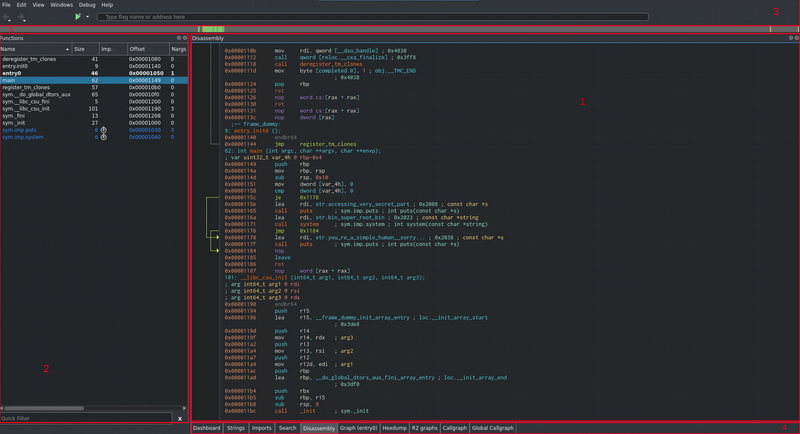 File Edit View Windows Debug Help
3
Type flag name or address here
Functions
Disassembly
Name Size Imp. Offset Nargs
deregister_tm_clones 41 0x00001080 0
entry.init0 9 0x00001140 0
entry0 46 0x00001050 1
main 62 0x00001149 0
register_tm_clones 57 0x000010b0 0
sym.__do_global_dtors_aux 65 0x000010f0 0
sym.__libc_csu_fini 5 0x00001200 0
sym.__libc_csu_init 101 0x00001190 3
sym._fini 13 0x00001208 0
sym._init 27 0x00001000 0
sym.imp.puts 6 0x00001030 0
sym.imp.system 6 0x00001040 0
2
Quick Filter X
0x0000110b mov rdi, qword [__dso_handle] ; 0x4030
0x00001112 call qword [reloc.__cxa_finalize] ; 0x3ff8
0x00001118 call deregister_tm_clones
0x0000111d mov byte [completed.0], 1 ; obj.__TMC_END
; 0x4038
0x00001124 pop rbp
0x00001125 ret
0x00001126 nop word cs:[rax + rax]
0x00001130 ret
0x00001131 nop word cs:[rax + rax]
0x0000113c nop dword [rax]
;-- frame_dummy:
9: entry.init0 ();
0x00001140 endbr64
0x00001144 jmp register_tm_clones
62: int main (int argc, char **argv, char **envp);
; var uint32_t var_4h @ rbp-0x4
0x00001149 push rbp
0x0000114a mov rbp, rsp
0x0000114d sub rsp, 0x10
0x00001151 mov dword [var_4h], 0
0x00001158 cmp dword [var_4h], 0
0x0000115c je 0x1178
0x0000115e lea rdi, str.accessing_very_secret_part ; 0x2008 ; const char *s
0x00001165 call puts ; sym.imp.puts ; int puts(const char *s)
0x0000116a lea rdi, str.bin_super_root_bin ; 0x2023 ; const char *string
0x00001171 call system ; sym.imp.system ; int system(const char *string)
0x00001176 jmp 0x1184
0x00001178 lea rdi, str.you_re_a_simple_human__sorry... ; 0x2038 ; const char *s
0x0000117f call puts ; sym.imp.puts ; int puts(const char *s)
0x00001184 nop
0x00001185 leave
0x00001186 ret
0x00001187 nop word [rax + rax]
101: __libc_csu_init (int64_t arg1, int64_t arg2, int64_t arg3);
; arg int64_t arg1 @ rdi
; arg int64_t arg2 @ rsi
; arg int64_t arg3 @ rdx
0x00001190 endbr64
0x00001194 push r15
0x00001196 lea r15, __frame_dummy_init_array_entry ; loc.__init_array_start
; 0x3de8
0x0000119d push r14
0x0000119f mov r14, rdx ; arg3
0x000011a2 push r13
0x000011a4 mov r13, rsi ; arg2
0x000011a7 push r12
0x000011a9 mov r12d, edi ; arg1
0x000011ac push rbp
0x000011ad lea rbp, __do_global_dtors_aux_fini_array_entry ; loc.__init_array_end
; 0x3df0
0x000011b4 push rbx
0x000011b5 sub rbp, r15
0x000011b8 sub rsp, 8
0x000011bc call _init ; sym._init
1
Dashboard Strings Imports Search Disassembly Graph (entry0) Hexdump R2 graphs Callgraph Global Callgraph
4